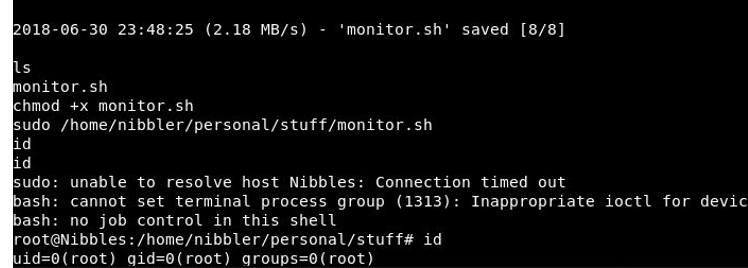 2018-06-30 23:48:25 (2.18 MB/s) - 'monitor.sh' saved [8/8]
ls
monitor.sh
chmod +x monitor.sh
sudo /home/nibbler/personal/stuff/monitor.sh
id
id
sudo: unable to resolve host Nibbles: Connection timed out
bash: cannot set terminal process group (1313): Inappropriate ioctl for devic
bash: no job control in this shell
root@Nibbles:/home/nibbler/personal/stuff# id
uid=0(root) gid=0(root) groups=0(root)